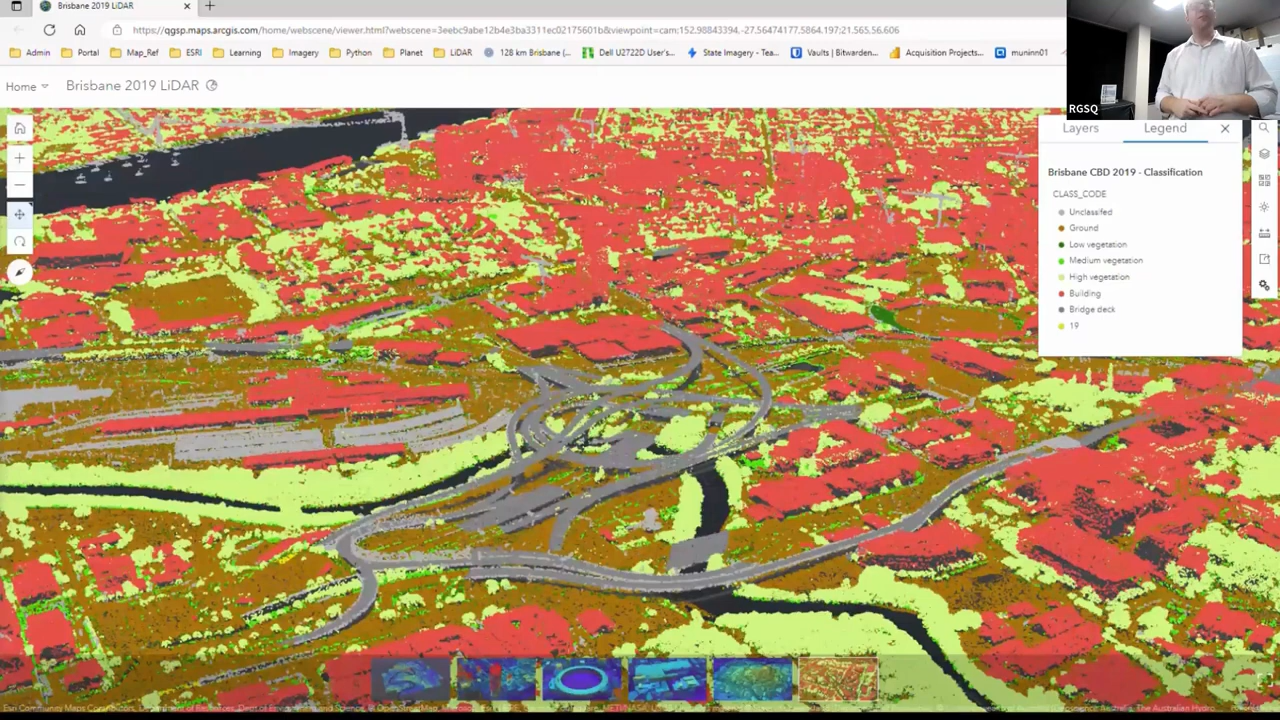 Brisbane 2019 LiDAR
https://qgsp.maps.arcgis.com/home/webscene/viewer.html?webscene=3eebc9abe12b4e3ba3311ec02175601b&viewpoint=cam:152.98843394,-27.56474177,5864.197;21.565,56.606
Admin Portal Map_Ref ESRI Learning Imagery Python Planet LiDAR 128 km Brisbane (... Dell U2722D User's... State Imagery - Tea... Vaults | Bitwarden... Acquisition Projects... muninn01
RGSQ
Home Brisbane 2019 LiDAR
Layers Legend
Brisbane CBD 2019 - Classification
CLASS_CODE
Unclassifed
Ground
Low vegetation
Medium vegetation
High vegetation
Building
Bridge deck
19